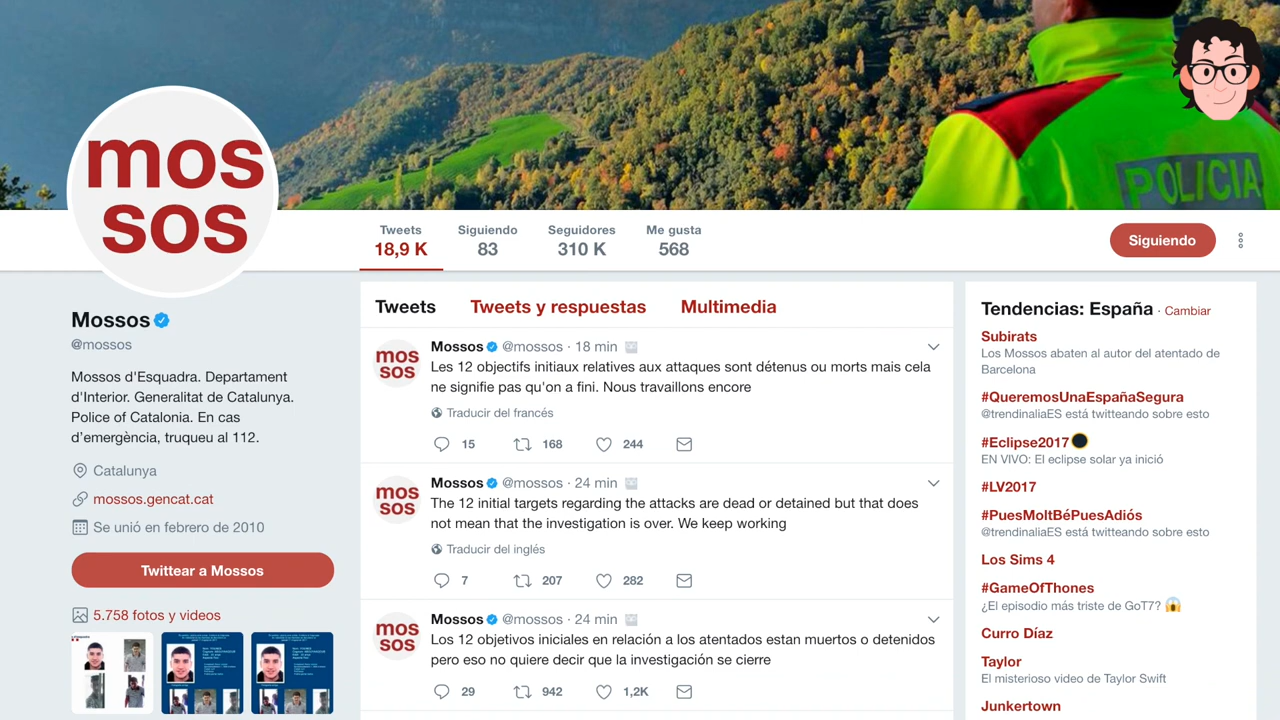 POLICIA
mos
sos
Tweets
18,9 K
Siguiendo
83
Seguidores
310 K
Me gusta
568
Siguiendo
Mossos
@mossos
Mossos d'Esquadra. Departament
d'Interior. Generalitat de Catalunya.
Police of Catalonia. En cas
d'emergència, truqueu al 112.
Catalunya
mossos.gencat.cat
Se unió en febrero de 2010
Twittear a Mossos
5.758 fotos y videos
Tweets Tweets y respuestas Multimedia
mos
sos
Mossos @mossos · 18 min
Les 12 objectifs initiaux relatives aux attaques sont détenus ou morts mais cela
ne signifie pas qu'on a fini. Nous travaillons encore
Traducir del francés
15 168 244
mos
sos
Mossos @mossos · 24 min
The 12 initial targets regarding the attacks are dead or detained but that does
not mean that the investigation is over. We keep working
Traducir del inglés
7 207 282
mos
sos
Mossos @mossos · 24 min
Los 12 objetivos iniciales en relación a los atentados estan muertos o detenidos
pero eso no quiere decir que la investigación se cierre
29 942 1,2K
Tendencias: España · Cambiar
Subirats
Los Mossos abaten al autor del atentado de
Barcelona
#QueremosUnaEspañaSegura
@trendinaliaES está twitteando sobre esto
#Eclipse2017
EN VIVO: El eclipse solar ya inició
#LV2017
#PuesMoltBéPuesAdiós
@trendinaliaES está twitteando sobre esto
Los Sims 4
#GameOfThones
¿El episodio más triste de GoT7?
Curro Díaz
Taylor
El misterioso video de Taylor Swift
Junkertown